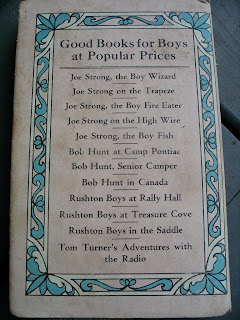 Good Books for Boys
at Popular Prices
Joe Strong, the Boy Wizard
Joe Strong on the Trapeze
Joe Strong, the Boy Fire Eater
Joe Strong on the High Wire
Joe Strong, the Boy Fish
Bob Hunt at Camp Pontiac
Bob Hunt, Senior Camper
Bob Hunt in Canada
Rushton Boys at Rally Hall
Rushton Boys at Treasure Cove
Rushton Boys in the Saddle
Tom Turner's Adventures with
the Radio